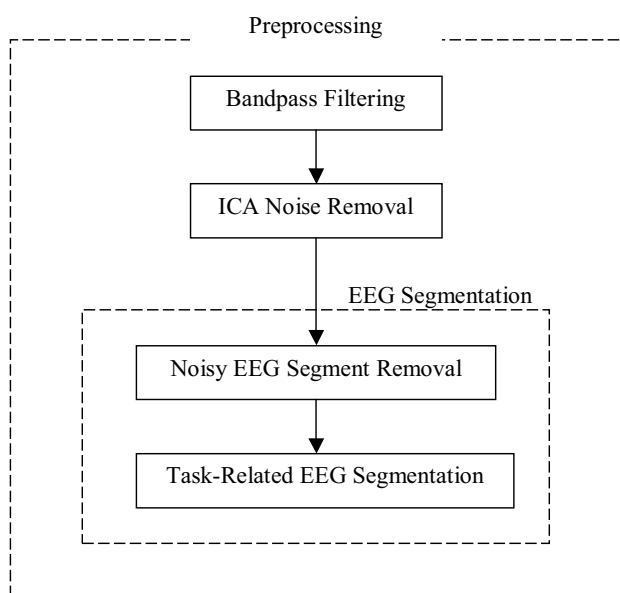 Preprocessing
Bandpass Filtering
ICA Noise Removal
EEG Segmentation
Noisy EEG Segment Removal
Task-Related EEG Segmentation